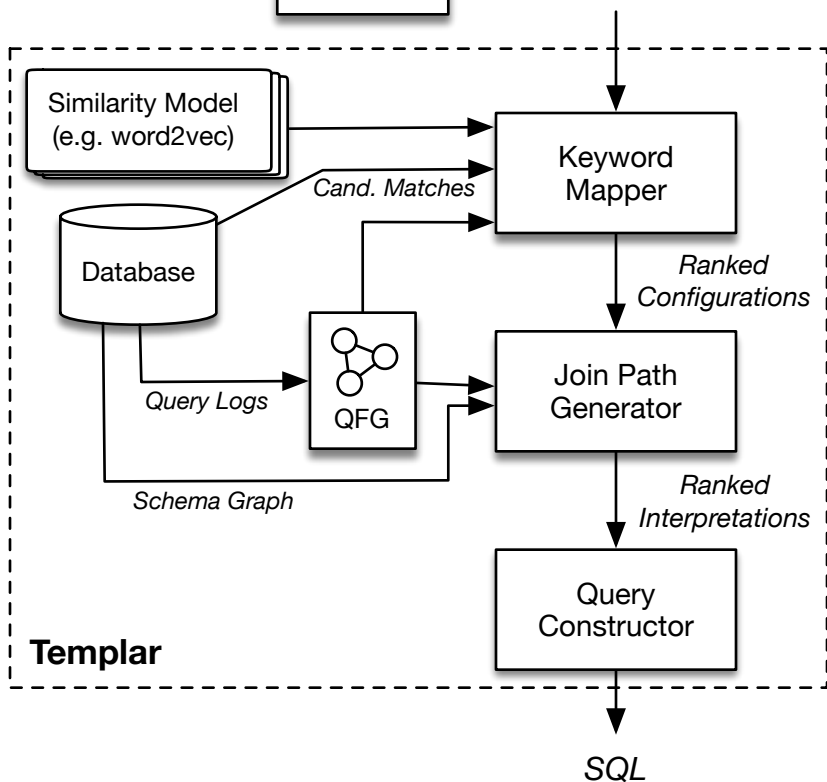 Similarity Model
(e.g. word2vec)
Keyword
Mapper
Cand. Matches
Database
Ranked
Configurations
Join Path
Generator
Query Logs
QFG
Schema Graph
Ranked
Interpretations
Query
Constructor
Templar
SQL